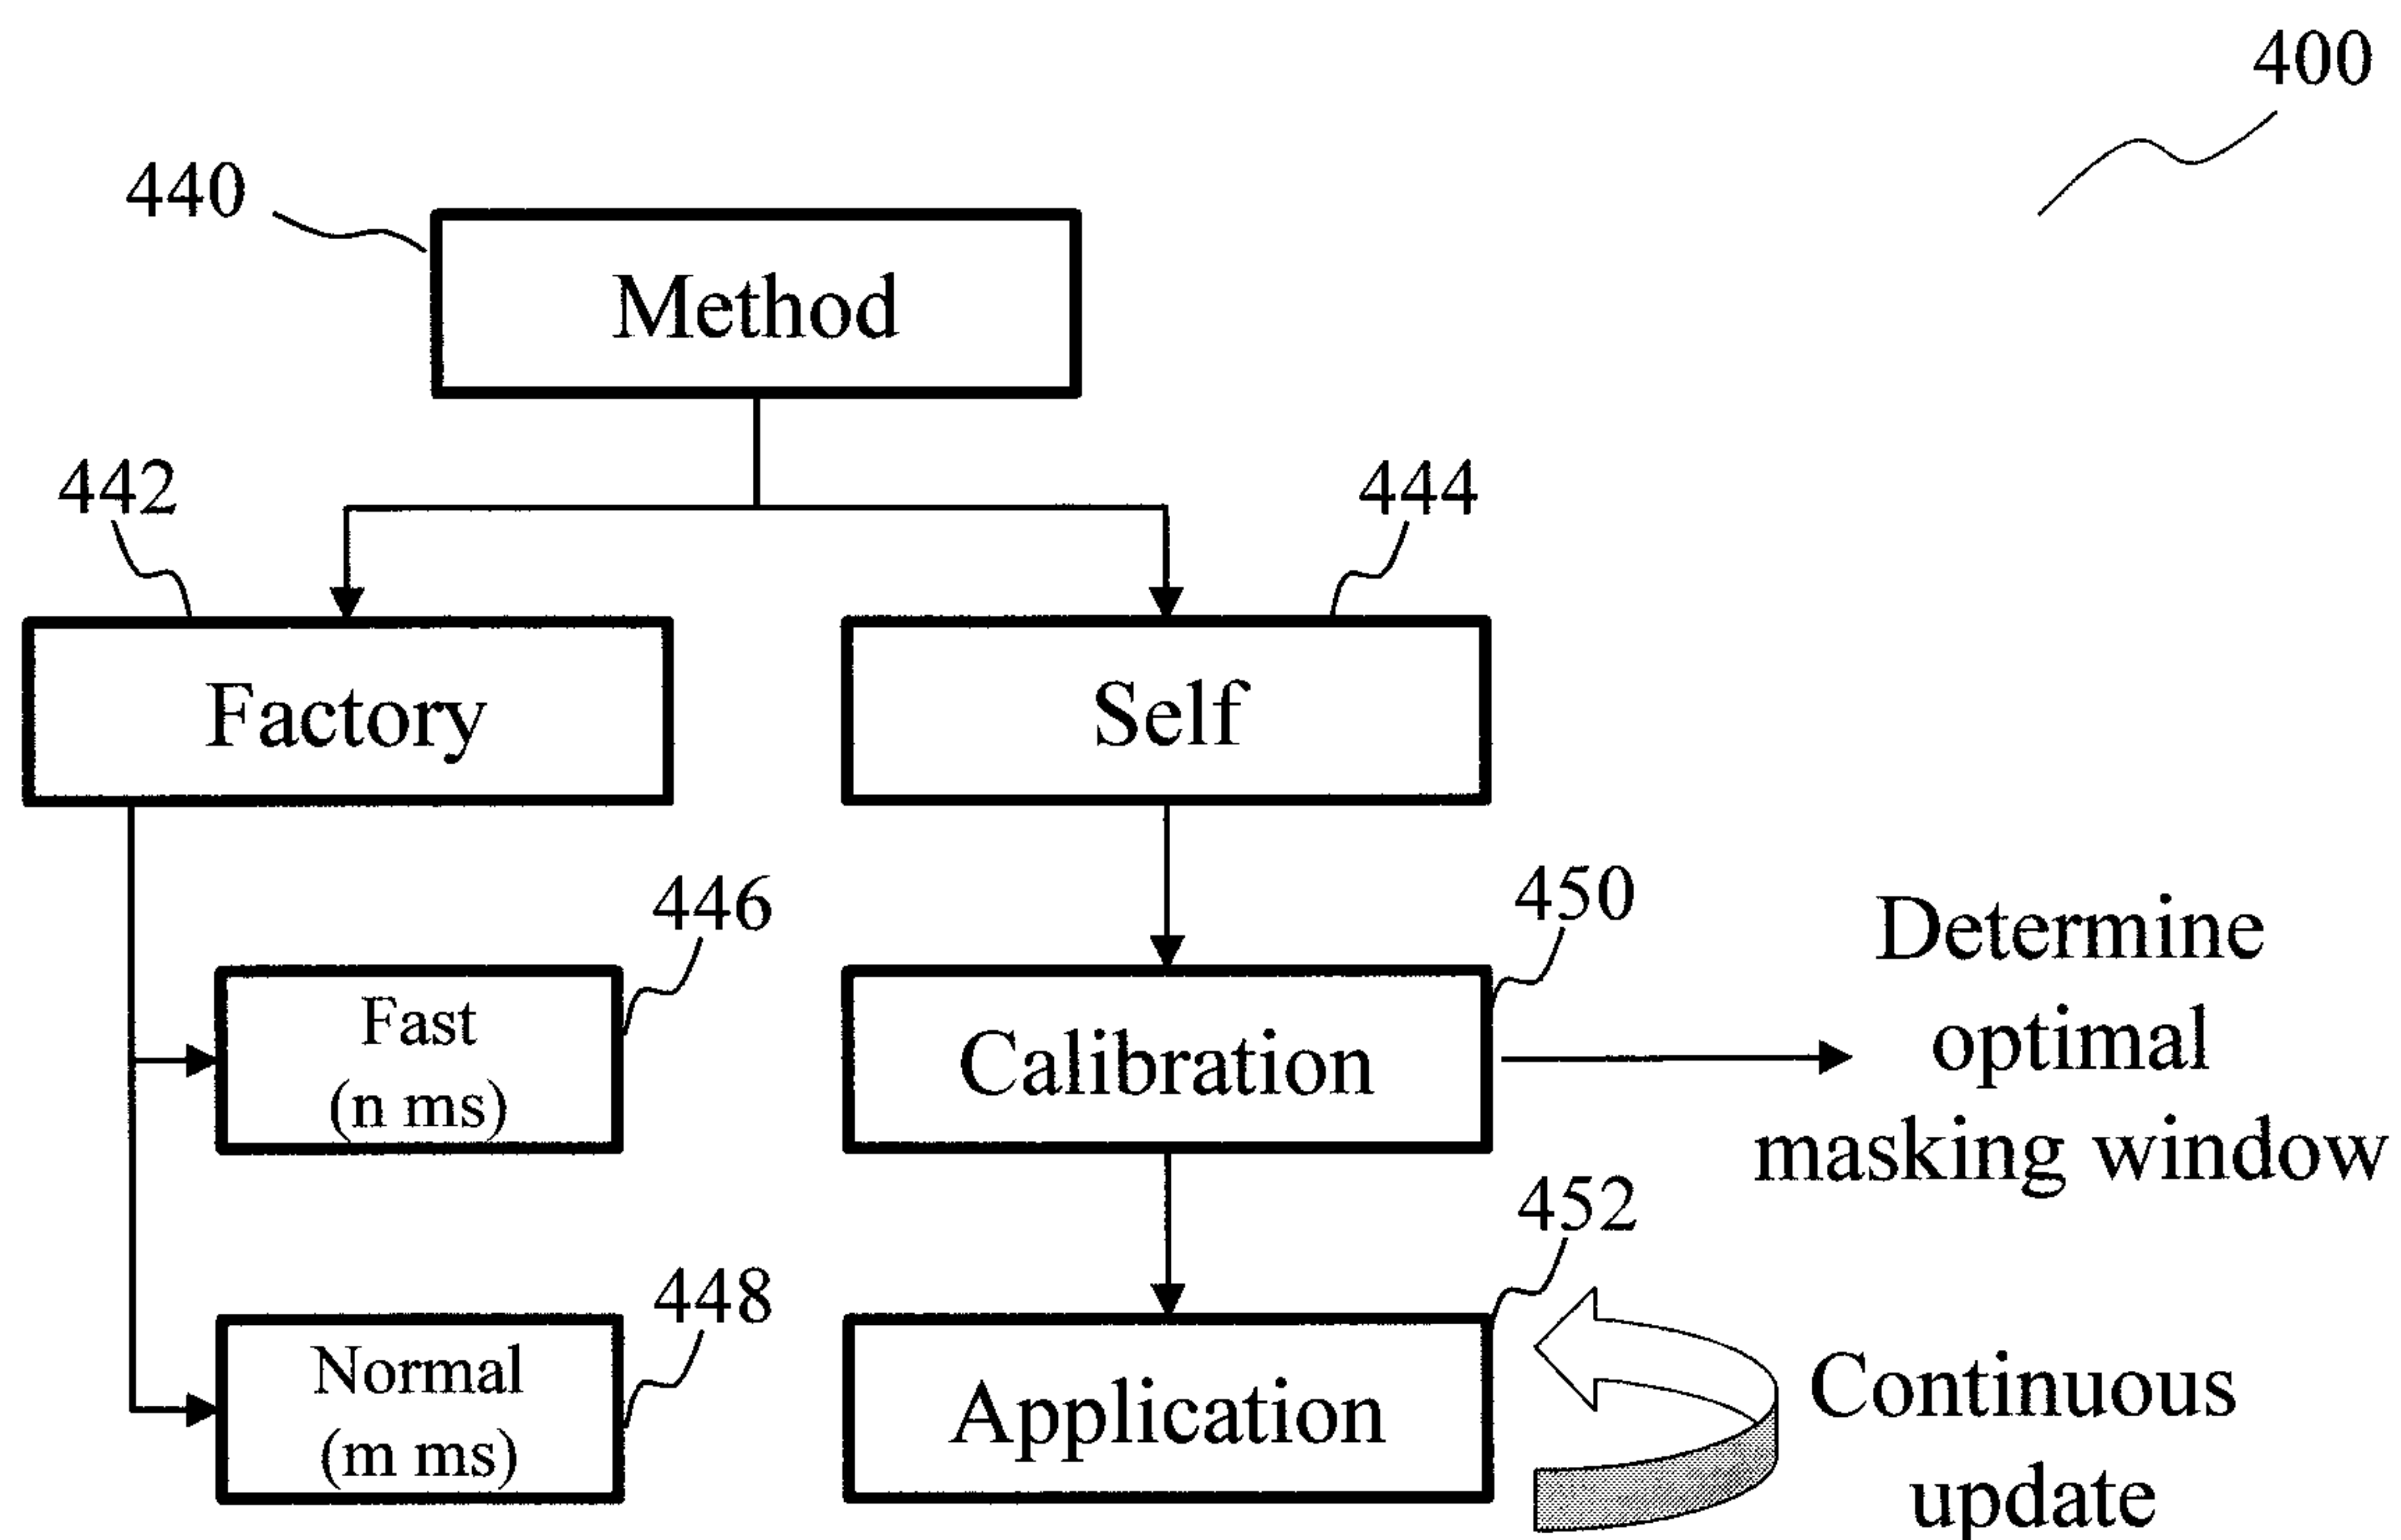 400
440
Method
442
444
Factory
Self
446
450
Fast
(n ms)
Calibration
Determine
optimal
masking window
448
452
Normal
(m ms)
Application
Continuous
update